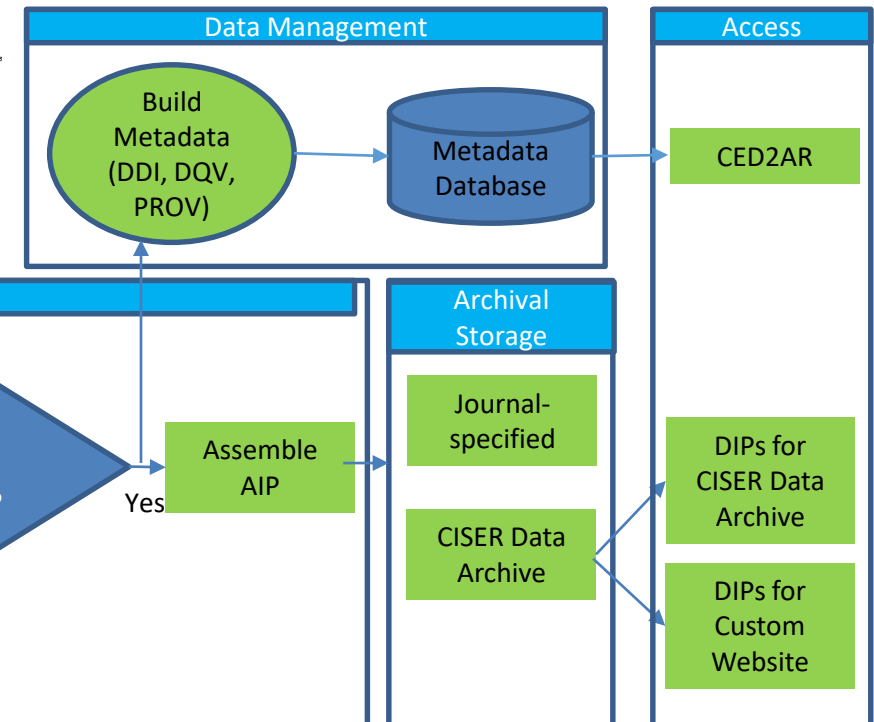 Data Management
Access
Build
Metadata
(DDI, DQV,
PROV)
Metadata
Database
CED2AR
Archival
Storage
Journal-
specified
Assemble
AIP
Yes
CISER Data
Archive
DIPs for
CISER Data
Archive
DIPs for
Custom
Website